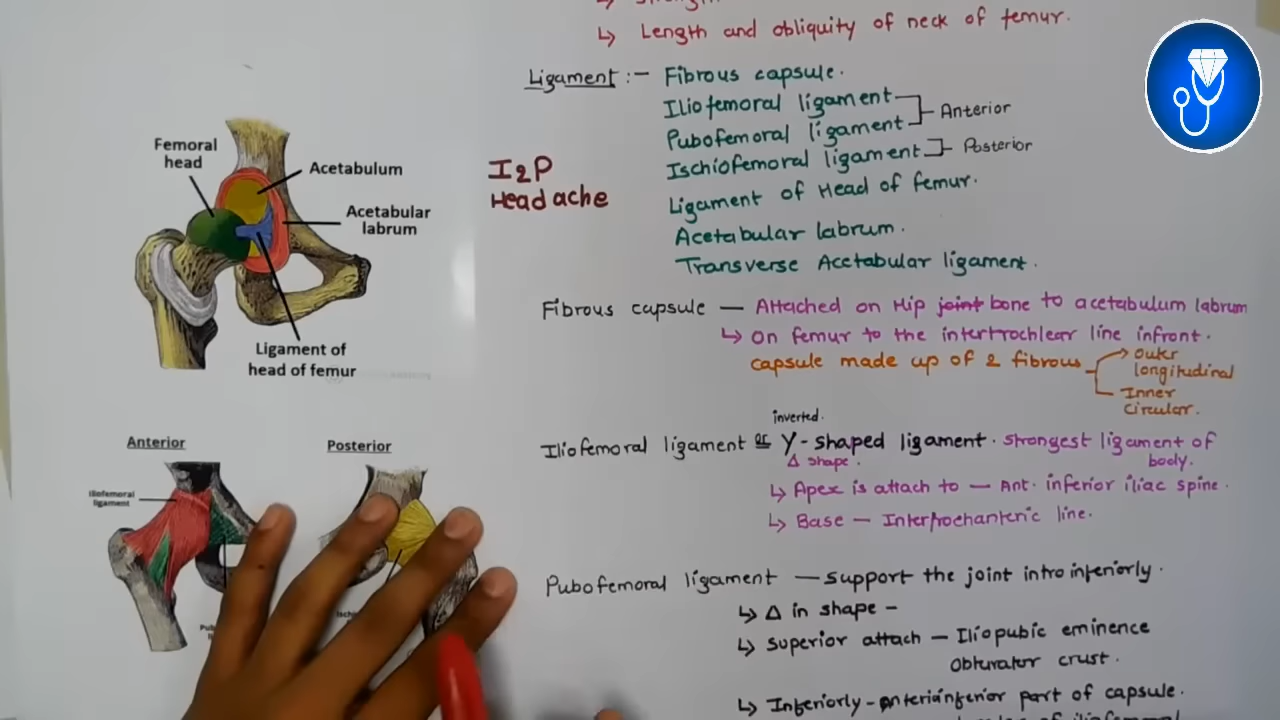 Length and obliquity of neck of femur.
Ligament :- Fibrous capsule.
Iliofemoral ligament
Pubofemoral ligament
Anterior
Ischiofemoral ligament
Posterior
Ligament of Head of femur.
Acetabular labrum.
Transverse Acetabular ligament.
I2P
Headache
Femoral
head
Acetabulum
Acetabular
labrum
Ligament of
head of femur
Fibrous capsule — Attached on Hip joint bone to acetabulum labrum
↳ on femur to the intertrochlear line infront.
capsule made up of 2 fibrous
outer
longitudinal
Inner
circular.
Anterior
Posterior
Iliofemoral
ligament
inverted.
Iliofemoral ligament or Y-shaped ligament. strongest ligament of
body.
Δ shape.
↳ Apex is attach to — Ant. inferior iliac spine.
↳ Base — Intertrochanteric line.
Pubofemoral ligament — support the joint intro inferiorly.
↳ Δ in shape -
↳ superior attach — Iliopubic eminence
obturator crust.
↳ Inferiorly - anteriainferior part of capsule.